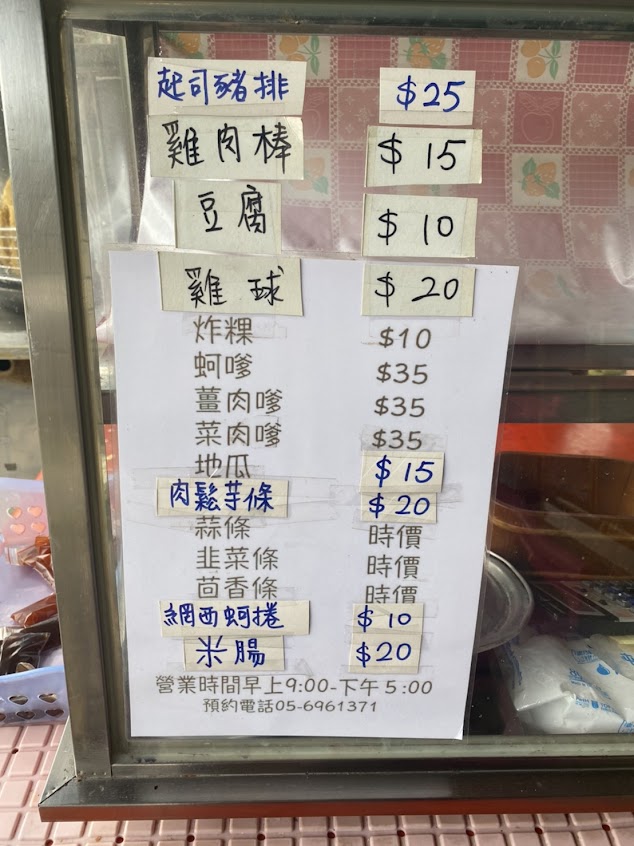 起司豬排 $25
雞肉棒 $15
豆腐 $10
雞球 $20
炸粿 $10
蚵嗲 $35
薑肉嗲 $35
菜肉嗲 $35
地瓜 $15
肉鬆芋條 $20
蒜條 時價
韭菜條 時價
茴香條 時價
網西蚵捲 $10
米腸 $20
營業時間早上9:00-下午5:00
預約電話05-6961371